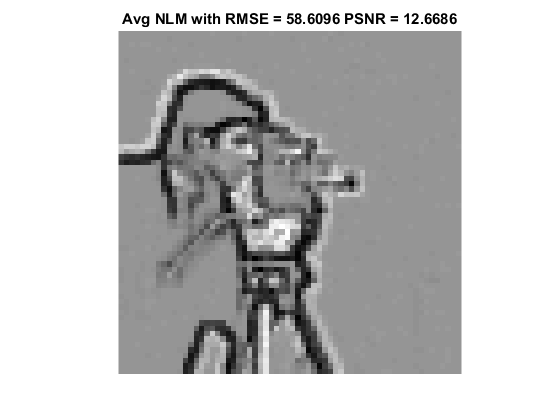 Avg NLM with RMSE = 58.6096 PSNR = 12.6686